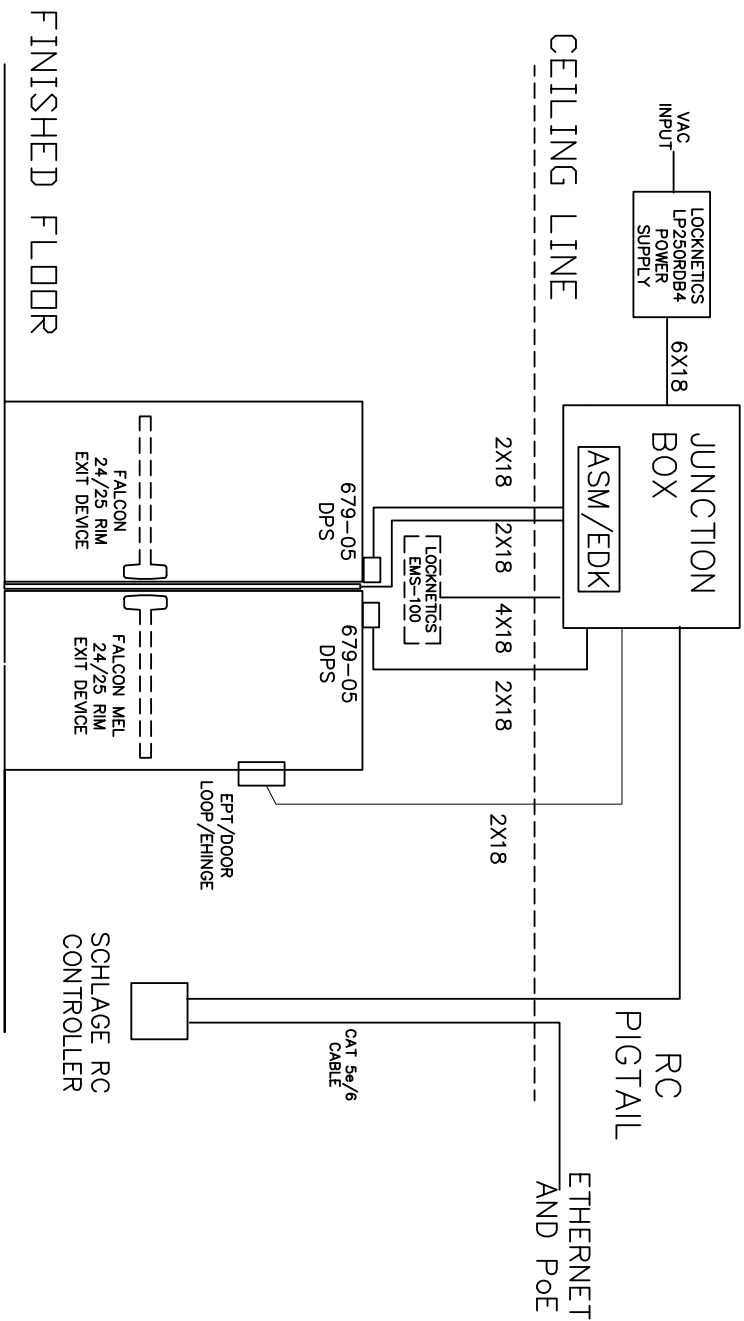 VAC
INPUT
LOCKNETICS
LP250RDB4
POWER
SUPPLY
6X18
JUNCTION
BOX
ASM/EDK
RC
PIGTAIL
ETHERNET
AND PoE
CEILING LINE
2X18
2X18
4X18
2X18
2X18
LOCKNETICS
EMS-100
679-05
DPS
679-05
DPS
CAT 5e/6
CABLE
EPT/DOOR
LOOP/EHINGE
FALCON
24/25 RIM
EXIT DEVICE
FALCON MEL
24/25 RIM
EXIT DEVICE
SCHLAGE RC
CONTROLLER
FINISHED FLOOR